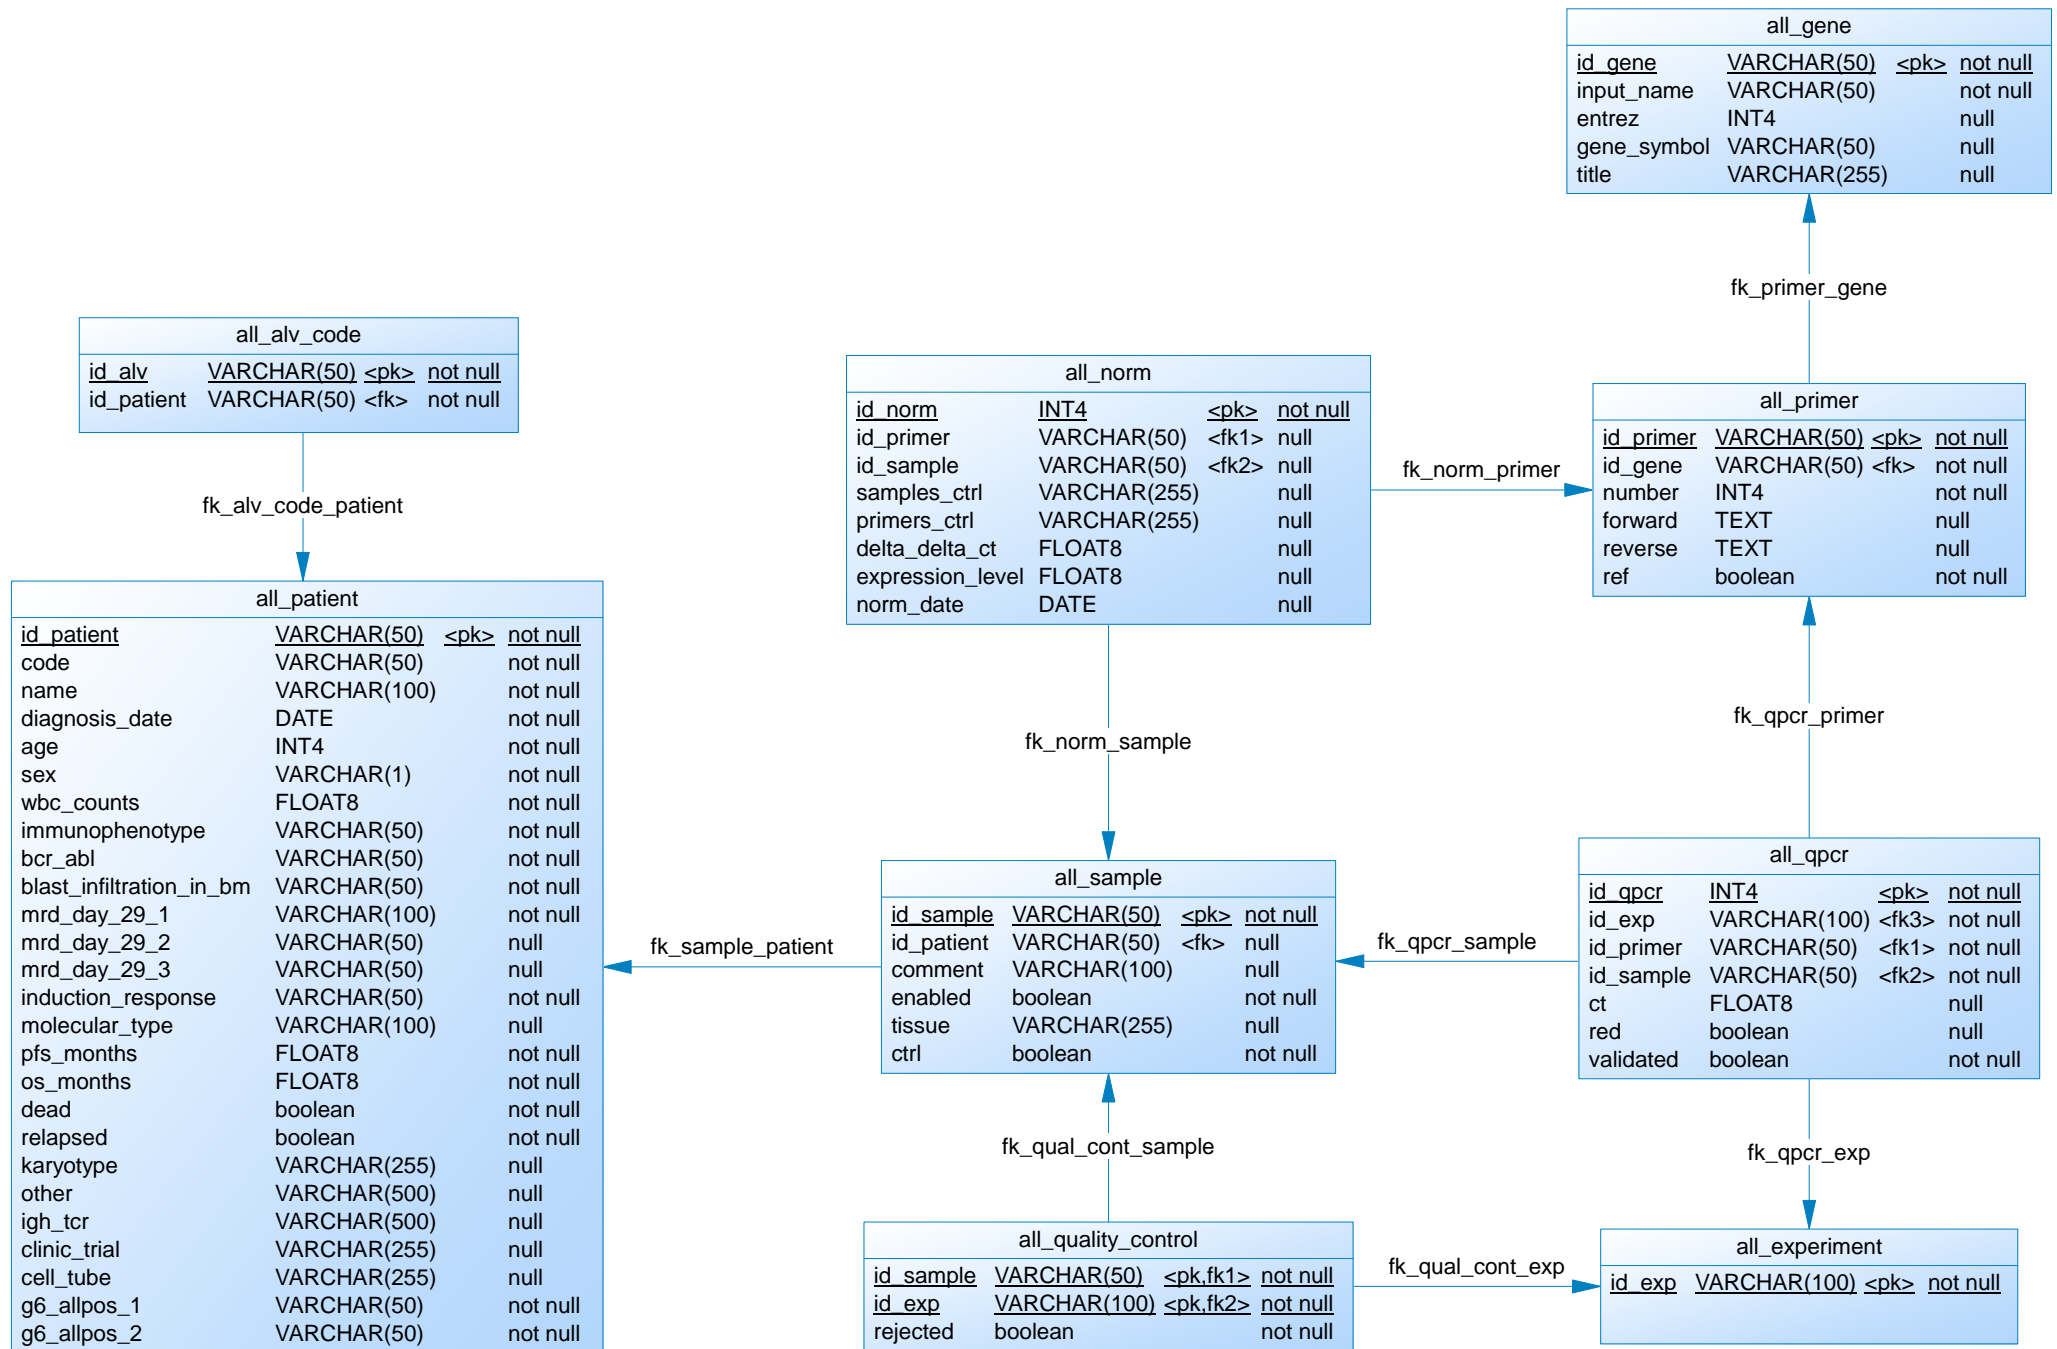 all_gene
id_gene VARCHAR(50) <pk> not null
input_name VARCHAR(50) not null
entrez INT4 null
gene_symbol VARCHAR(50) null
title VARCHAR(255) null
fk_primer_gene
all_alv_code
id_alv VARCHAR(50) <pk> not null
id_patient VARCHAR(50) <fk> not null
fk_alv_code_patient
all_norm
id_norm INT4 <pk> not null
id_primer VARCHAR(50) <fk1> null
id_sample VARCHAR(50) <fk2> null
samples_ctrl VARCHAR(255) null
primers_ctrl VARCHAR(255) null
delta_delta_ct FLOAT8 null
expression_level FLOAT8 null
norm_date DATE null
fk_norm_primer
all_primer
id_primer VARCHAR(50) <pk> not null
id_gene VARCHAR(50) <fk> not null
number INT4 not null
forward TEXT null
reverse TEXT null
ref boolean not null
all_patient
id_patient VARCHAR(50) <pk> not null
code VARCHAR(50) not null
name VARCHAR(100) not null
diagnosis_date DATE not null
age INT4 not null
sex VARCHAR(1) not null
wbc_counts FLOAT8 not null
immunophenotype VARCHAR(50) not null
bcr_abl VARCHAR(50) not null
blast_infiltration_in_bm VARCHAR(50) not null
mrd_day_29_1 VARCHAR(100) not null
mrd_day_29_2 VARCHAR(50) null
mrd_day_29_3 VARCHAR(50) null
induction_response VARCHAR(50) not null
molecular_type VARCHAR(100) null
pfs_months FLOAT8 not null
os_months FLOAT8 not null
dead boolean not null
relapsed boolean not null
karyotype VARCHAR(255) null
other VARCHAR(500) null
igh_tcr VARCHAR(500) null
clinic_trial VARCHAR(255) null
cell_tube VARCHAR(255) null
g6_allpos_1 VARCHAR(50) not null
g6_allpos_2 VARCHAR(50) not null
fk_norm_sample
fk_qpcr_primer
fk_sample_patient
all_sample
id_sample VARCHAR(50) <pk> not null
id_patient VARCHAR(50) <fk> null
comment VARCHAR(100) null
enabled boolean not null
tissue VARCHAR(255) null
ctrl boolean not null
fk_qpcr_sample
all_qpcr
id_qpcr INT4 <pk> not null
id_exp VARCHAR(100) <fk3> not null
id_primer VARCHAR(50) <fk1> not null
id_sample VARCHAR(50) <fk2> not null
ct FLOAT8 null
red boolean null
validated boolean not null
fk_qual_cont_sample
fk_qpcr_exp
all_quality_control
id_sample VARCHAR(50) <pk,fk1> not null
id_exp VARCHAR(100) <pk,fk2> not null
rejected boolean not null
fk_qual_cont_exp
all_experiment
id_exp VARCHAR(100) <pk> not null